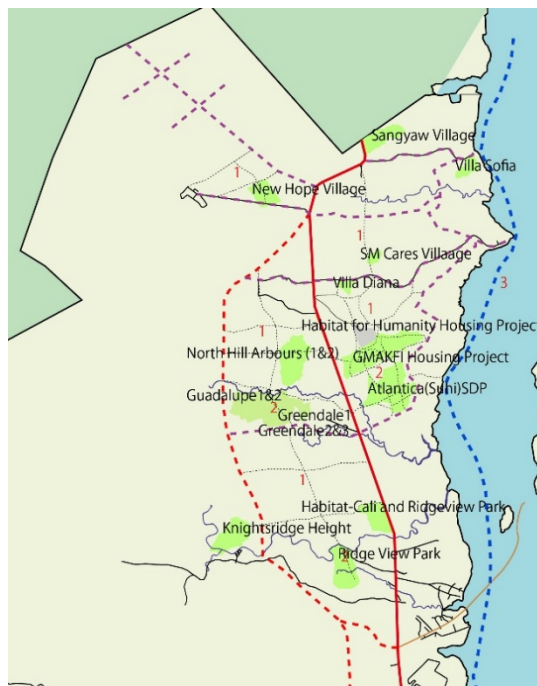 Sangyaw Village
Villa Sofia
1
New Hope Village
1
SM Cares Villaage
3
Villa Diana
1
Habitat for Humanity Housing Project
1
North Hill Arbours (1&2)
GMAKFI Housing Project
2
Atlantica(Suhi)SDP
Guadalupe1&2
2
Greendale1
Greendale2&3
1
Habitat-Cali and Ridgeview Park
Knightsridge Height
Ridge View Park
2